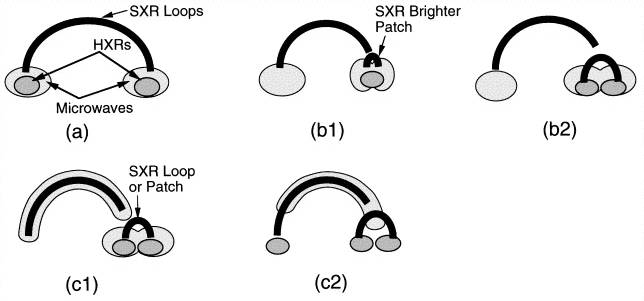 SXR Loops
HXRs
Microwaves
(a)
SXR Brighter
Patch
(b1)
(b2)
SXR Loop
or Patch
(c1)
(c2)